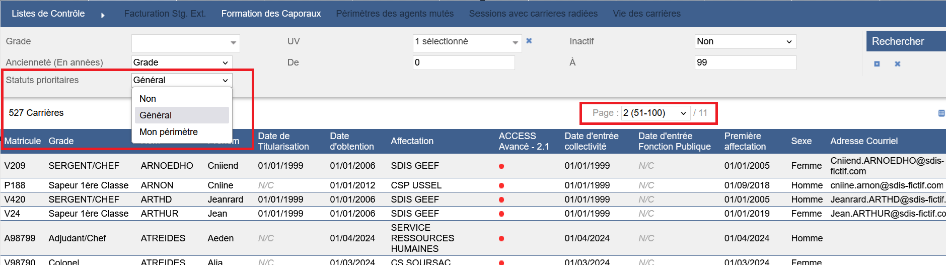 Listes de Contrôle Facturation Stg. Ext. Formation des Caporaux Périmètres des agents mutés Sessions avec carrieres radiées Vie des carrières
Grade UV 1 sélectionné Inactif Non Rechercher
Ancienneté (En années) Grade De 0 À 99
Statuts prioritaires Général
Non
Général
Mon périmètre
527 Carrières Page : 2 (51-100) / 11
Matricule Grade Date de Titularisation Date d'obtention Affectation ACCESS Avancé - 2.1 Date d'entrée collectivité Date d'entrée Fonction Publique Première affectation Sexe Adresse Courriel
V209 SERGENT/CHEF ARNOEDHO Cniiend 01/01/1999 01/01/2006 SDIS GEEF 01/01/1999 N/C 01/01/2005 Femme Cniiend.ARNOEDHO@sdis-fictif.com
P188 Sapeur 1ère Classe ARNON Cniine N/C 01/01/2012 CSP USSEL 01/01/1999 N/C 01/09/2018 Homme cniine.arnon@sdis-fictif.com
V420 SERGENT/CHEF ARTHD Jeanrard 01/01/1999 01/01/2006 SDIS GEEF 01/01/1999 N/C 01/01/2005 Homme Jeanrard.ARTHD@sdis-fictif.com
V24 Sapeur 1ère Classe ARTHUR Jean 01/01/1999 01/01/2006 SDIS GEEF 01/01/1999 N/C 01/01/2019 Femme Jean.ARTHUR@sdis-fictif.com
A98799 Adjudant/Chef ATREIDES Aeden N/C 01/04/2024 SERVICE RESSOURCES HUMAINES 01/04/2024 N/C 01/04/2024 Homme
V98790 Colonel ATREIDES Alia N/C 01/03/2024 CS SOURSAC 01/03/2024 N/C 01/03/2024 Femme